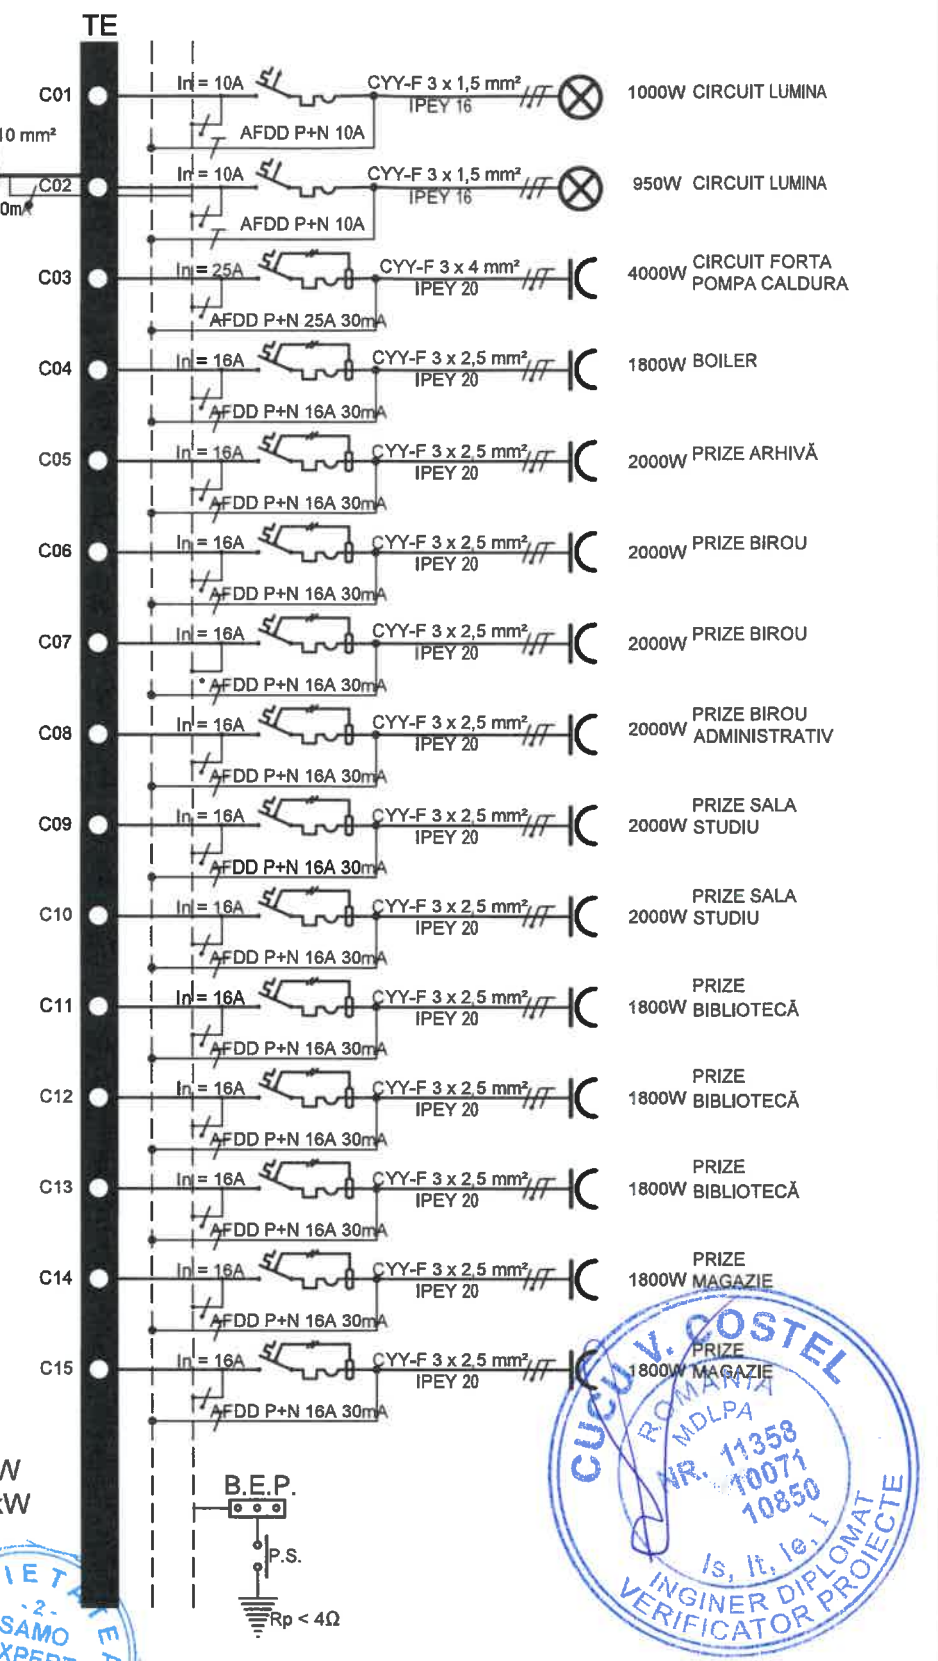 TE
C01 In = 10A CYY-F 3 x 1,5 mm² 1000W CIRCUIT LUMINA
IPEY 16
AFDD P+N 10A
10 mm²
C02 In = 10A CYY-F 3 x 1,5 mm² 950W CIRCUIT LUMINA
IPEY 16
0mA
AFDD P+N 10A
C03 In = 25A CYY-F 3 x 4 mm² 4000W CIRCUIT FORTA
POMPA CALDURA
IPEY 20
AFDD P+N 25A 30mA
C04 In = 16A CYY-F 3 x 2,5 mm² 1800W BOILER
IPEY 20
AFDD P+N 16A 30mA
C05 In = 16A CYY-F 3 x 2,5 mm² 2000W PRIZE ARHIVĂ
IPEY 20
AFDD P+N 16A 30mA
C06 In = 16A CYY-F 3 x 2,5 mm² 2000W PRIZE BIROU
IPEY 20
AFDD P+N 16A 30mA
C07 In = 16A CYY-F 3 x 2,5 mm² 2000W PRIZE BIROU
IPEY 20
AFDD P+N 16A 30mA
C08 In = 16A CYY-F 3 x 2,5 mm² 2000W PRIZE BIROU
ADMINISTRATIV
IPEY 20
AFDD P+N 16A 30mA
C09 In = 16A CYY-F 3 x 2,5 mm² 2000W PRIZE SALA
STUDIU
IPEY 20
AFDD P+N 16A 30mA
C10 In = 16A CYY-F 3 x 2,5 mm² 2000W PRIZE SALA
STUDIU
IPEY 20
AFDD P+N 16A 30mA
C11 In = 16A CYY-F 3 x 2,5 mm² 1800W PRIZE
BIBLIOTECĂ
IPEY 20
AFDD P+N 16A 30mA
C12 In = 16A CYY-F 3 x 2,5 mm² 1800W PRIZE
BIBLIOTECĂ
IPEY 20
AFDD P+N 16A 30mA
C13 In = 16A CYY-F 3 x 2,5 mm² 1800W PRIZE
BIBLIOTECĂ
IPEY 20
AFDD P+N 16A 30mA
C14 In = 16A CYY-F 3 x 2,5 mm² 1800W PRIZE
MAGAZIE
IPEY 20
AFDD P+N 16A 30mA
C15 In = 16A CYY-F 3 x 2,5 mm² 1800W PRIZE
MAGAZIE
IPEY 20
AFDD P+N 16A 30mA
W
kW
B.E.P.
P.S.
Rp < 4Ω
CUCU V. COSTEL
ROMÂNIA
MDLPA
NR. 11358
10071
10850
Is, It, Ie, I
INGINER DIPLOMAT
VERIFICATOR PROIECTE
IETATE
- 2 -
SAMO
XPERT